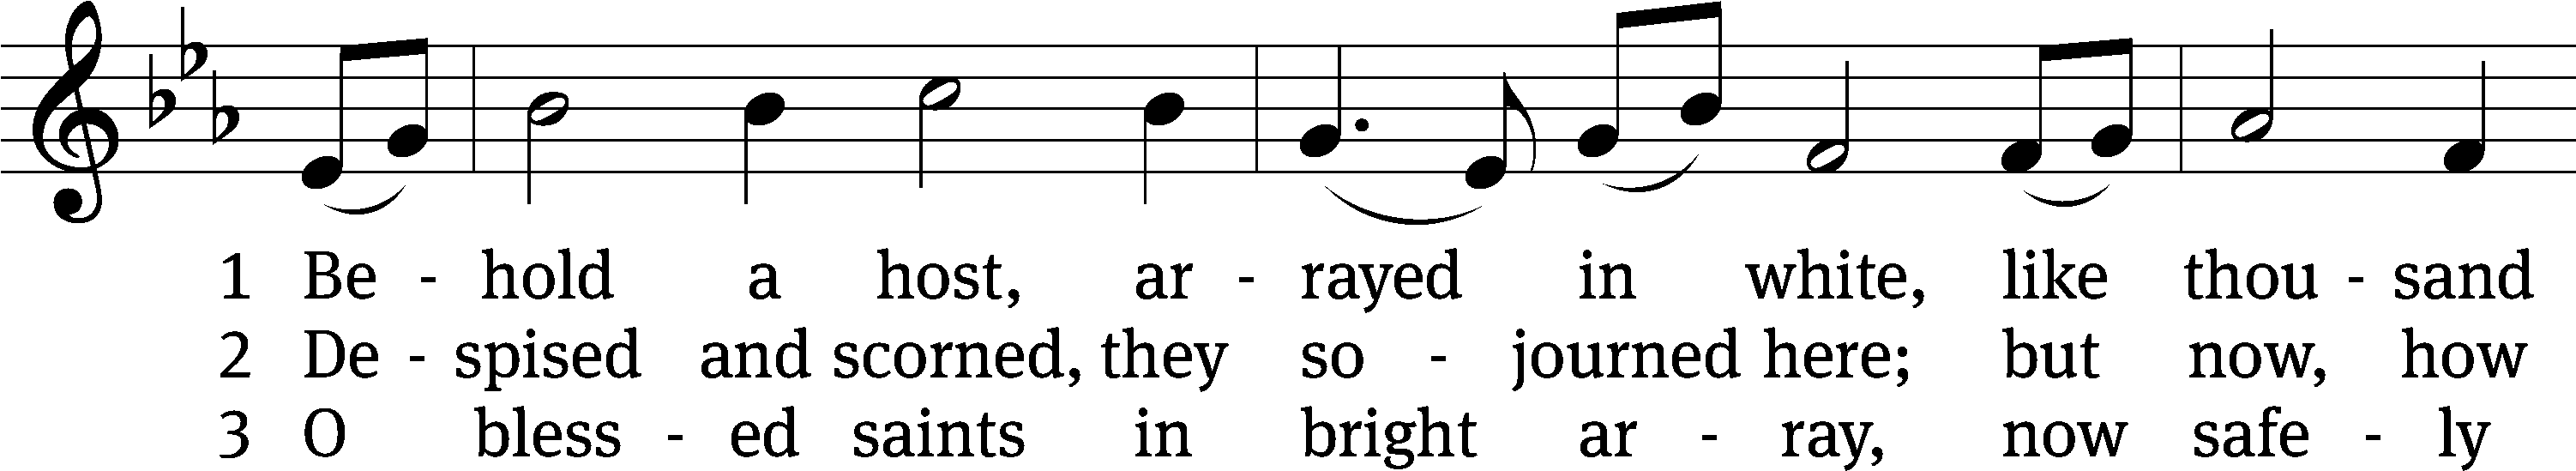 1 Be - hold a host, ar - rayed in white, like thou - sand
2 De - spised and scorned, they so - journed here; but now, how
3 O bless - ed saints in bright ar - ray, now safe - ly